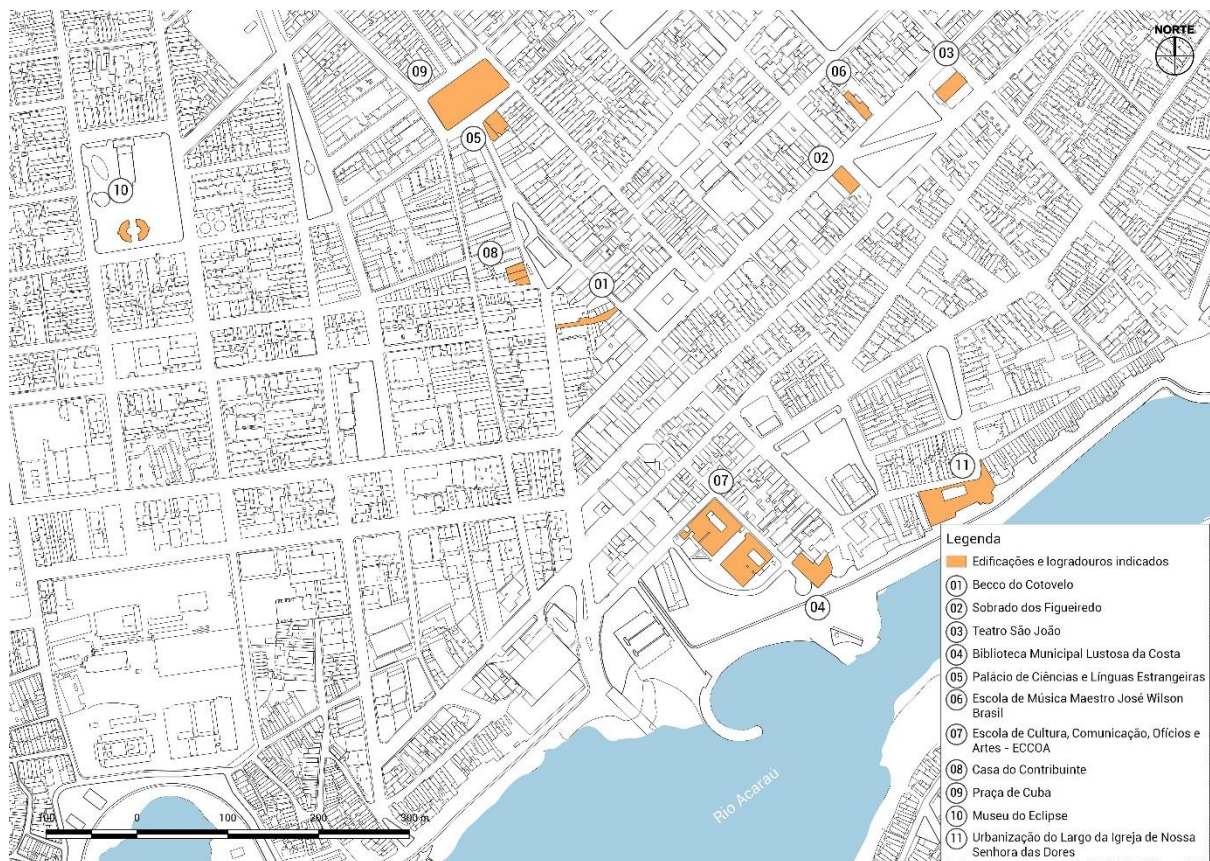 NORTE
03
06
09
05
02
10
08
01
11
07
04
Rio Acaraú
100
0
100
200
300 m
Legenda
Edificações e logradouros indicados
01 Becco do Cotovelo
02 Sobrado dos Figueiredo
03 Teatro São João
04 Biblioteca Municipal Lustosa da Costa
05 Palácio de Ciências e Línguas Estrangeiras
06 Escola de Música Maestro José Wilson
Brasil
07 Escola de Cultura, Comunicação, Ofícios e
Artes - ECCOA
08 Casa do Contribuinte
09 Praça de Cuba
10 Museu do Eclipse
11 Urbanização do Largo da Igreja de Nossa
Senhora das Dores